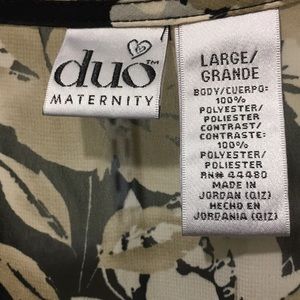 duo™
MATERNITY
LARGE/
GRANDE
BODY/CUERPO:
100%
POLYESTER/
POLIESTER
CONTRAST/
CONTRASTE:
100%
POLYESTER/
POLIESTER
RN# 44480
MADE IN
JORDAN (QIZ)
HECHO EN
JORDANIA (QIZ)